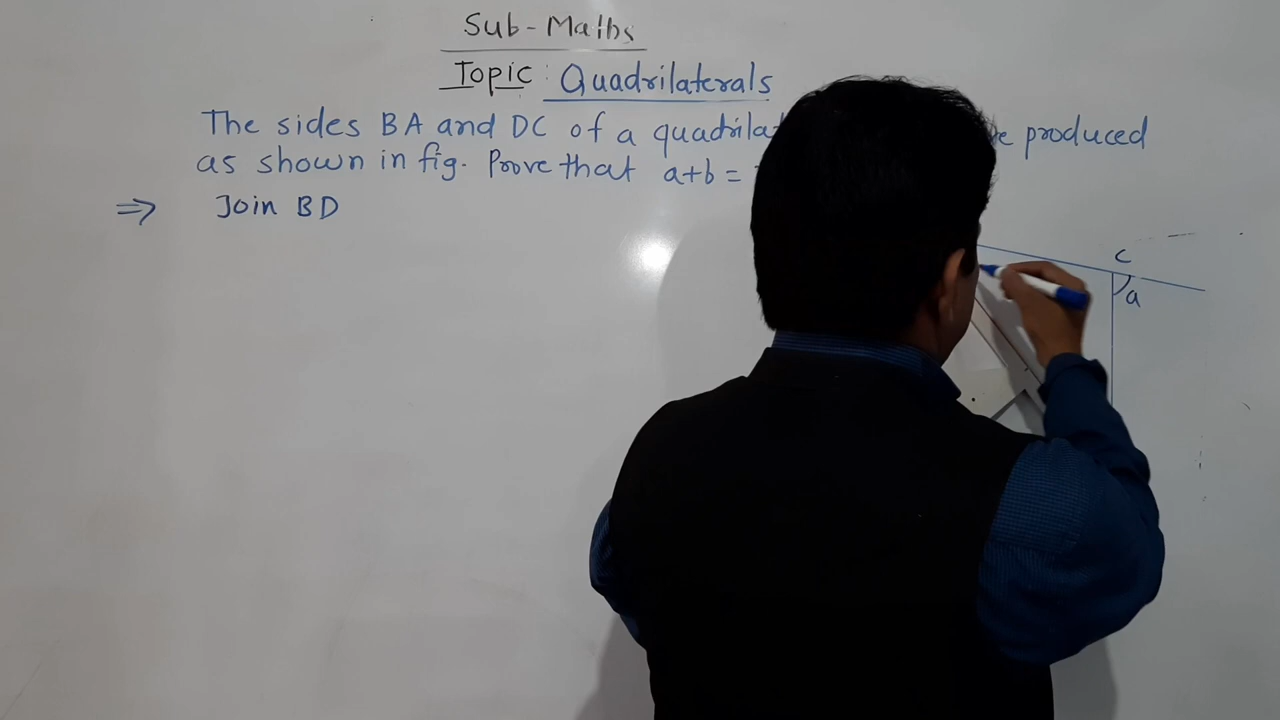 Sub-Maths
Topic : Quadrilaterals
The sides BA and DC of a produced
as shown in fig. Prove that a+b =
⇒ Join BD
C
a